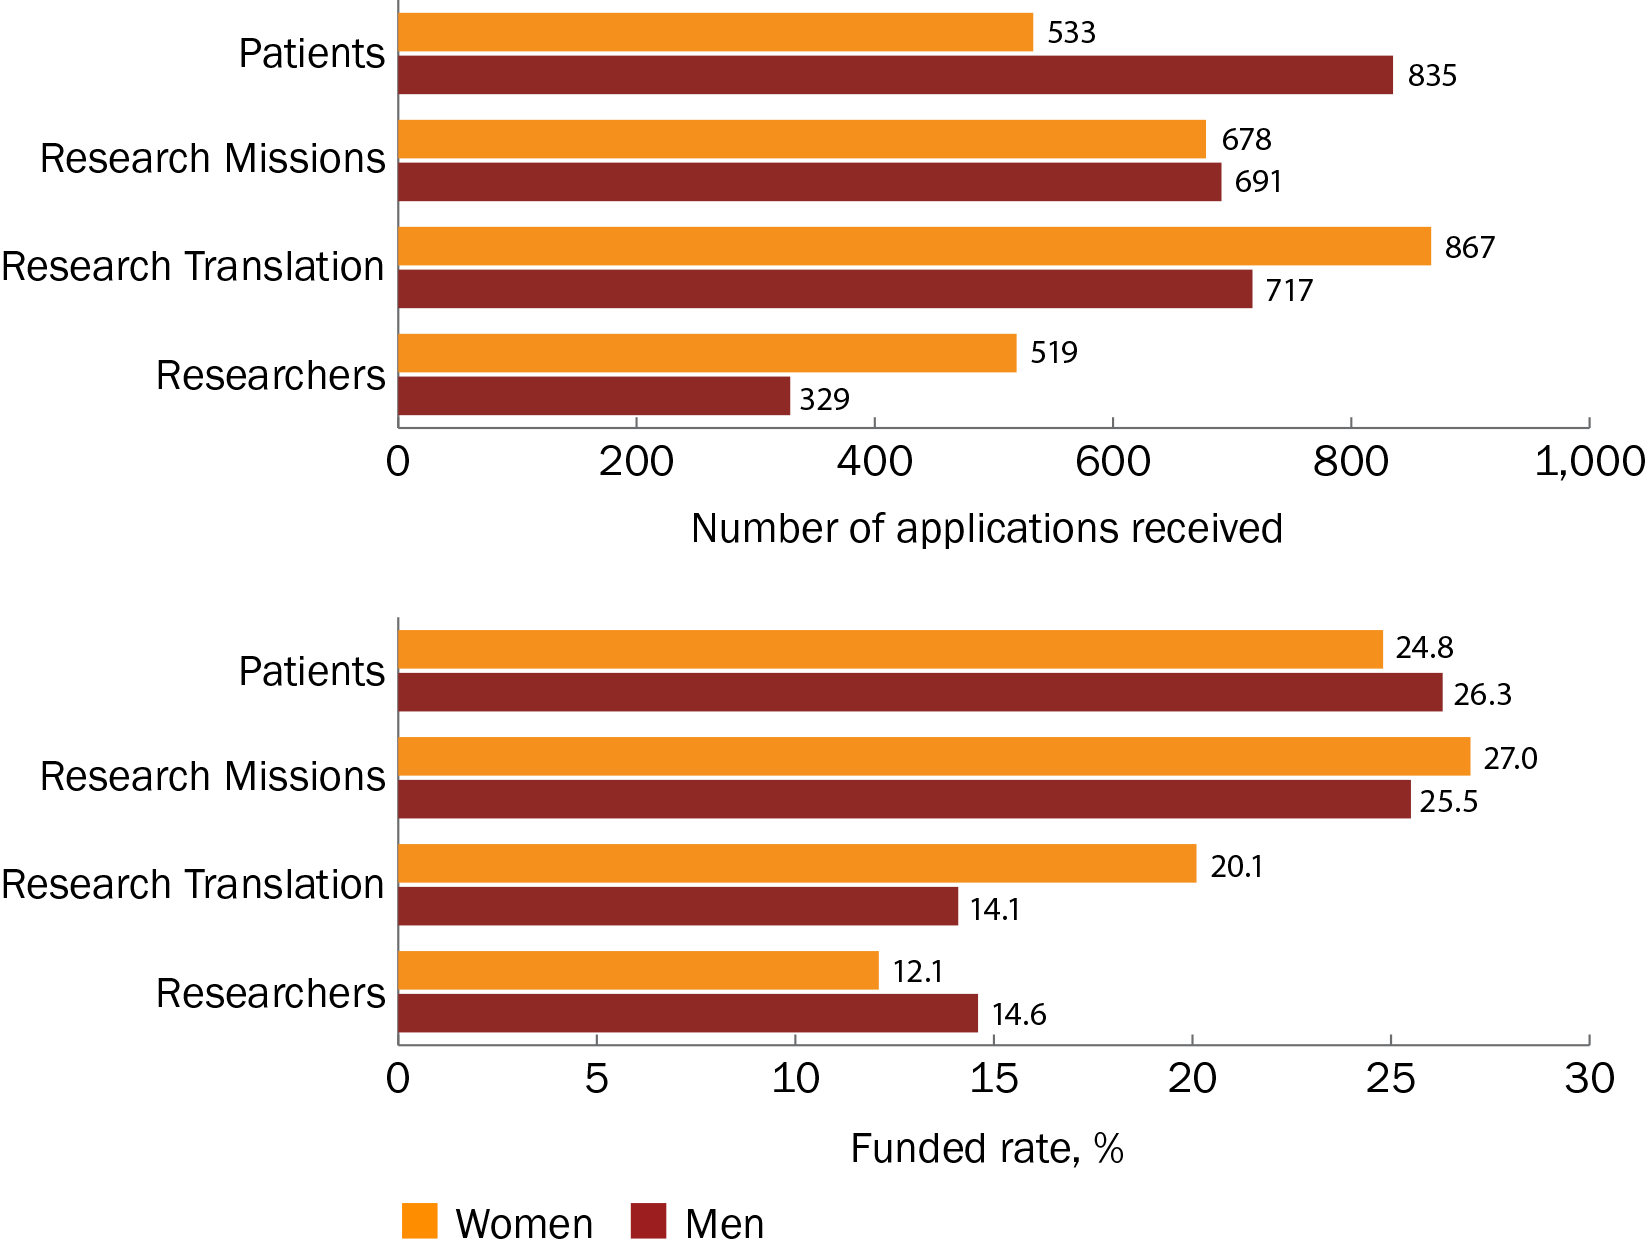 Patients
533
835
Research Missions
678
691
Research Translation
867
717
Researchers
519
329
0 200 400 600 800 1,000
Number of applications received
Patients
24.8
26.3
Research Missions
27.0
25.5
Research Translation
20.1
14.1
Researchers
12.1
14.6
0 5 10 15 20 25 30
Funded rate, %
Women Men